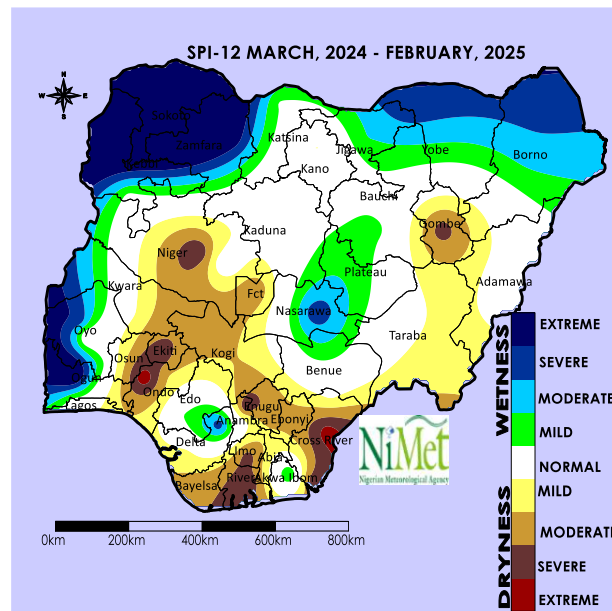 SPI-12 MARCH, 2024 - FEBRUARY, 2025
N
W E
S
Sokoto
Zamfara
Katsina
Kano
Jigawa
Yobe
Borno
Bauchi
Gombe
Kaduna
Niger
Plateau
Adamawa
Kwara
Fct
Nasarawa
Taraba
Oyo
Osun
Ekiti
Kogi
Benue
Ogun
Ondo
Edo
Lagos
Enugu
Anambra
Ebonyi
Delta
Cross River
Imo
Abia
Bayelsa
Rivers
Akwa Ibom
NiMet
Nigerian Meteorological Agency
WETNESS
EXTREME
SEVERE
MODERATE
MILD
NORMAL
DRYNESS
MILD
MODERATE
SEVERE
EXTREME
0km 200km 400km 600km 800km